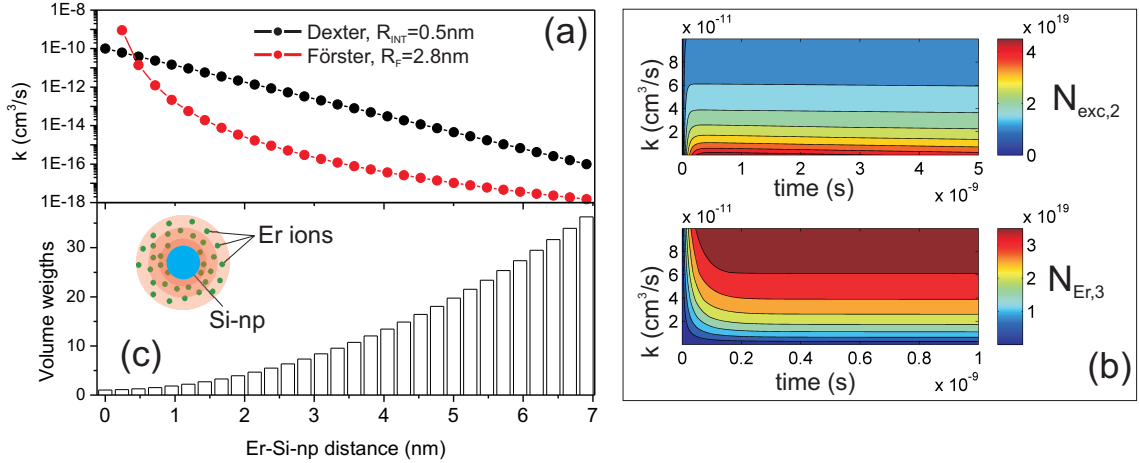 1E-8
1E-10
1E-12
1E-14
1E-16
1E-18
k (cm³/s)
Dexter, R_INT=0.5nm
Förster, R_F=2.8nm
(a)
30
20
10
0
Volume weigths
Er ions
Si-np
(c)
0 1 2 3 4 5 6 7
Er-Si-np distance (nm)
x 10⁻¹¹
8
6
4
2
k (cm³/s)
0 1 2 3 4 5
time (s)
x 10⁻⁹
x 10¹⁹
4
3
2
1
0
N_exc,2
x 10⁻¹¹
8
6
4
2
k (cm³/s)
0 0.2 0.4 0.6 0.8 1
time (s)
x 10⁻⁹
x 10¹⁹
3
2
1
0
N_Er,3
(b)